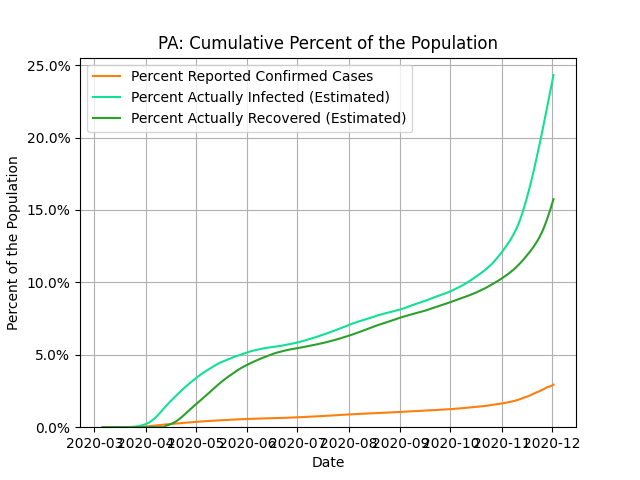 PA: Cumulative Percent of the Population
Percent Reported Confirmed Cases
Percent Actually Infected (Estimated)
Percent Actually Recovered (Estimated)
25.0%
20.0%
15.0%
10.0%
5.0%
0.0%
Percent of the Population
2020-03 2020-04 2020-05 2020-06 2020-07 2020-08 2020-09 2020-10 2020-11 2020-12
Date